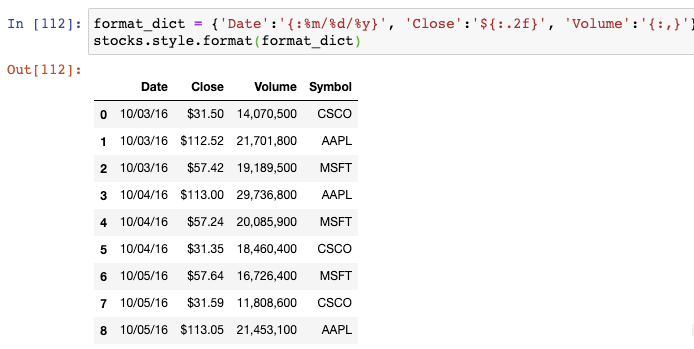 In [112]: format_dict = {'Date':'{:%m/%d/%y}', 'Close':'${:.2f}', 'Volume':'{:,}'}
stocks.style.format(format_dict)
Out[112]:
Date Close Volume Symbol
0 10/03/16 $31.50 14,070,500 CSCO
1 10/03/16 $112.52 21,701,800 AAPL
2 10/03/16 $57.42 19,189,500 MSFT
3 10/04/16 $113.00 29,736,800 AAPL
4 10/04/16 $57.24 20,085,900 MSFT
5 10/04/16 $31.35 18,460,400 CSCO
6 10/05/16 $57.64 16,726,400 MSFT
7 10/05/16 $31.59 11,808,600 CSCO
8 10/05/16 $113.05 21,453,100 AAPL